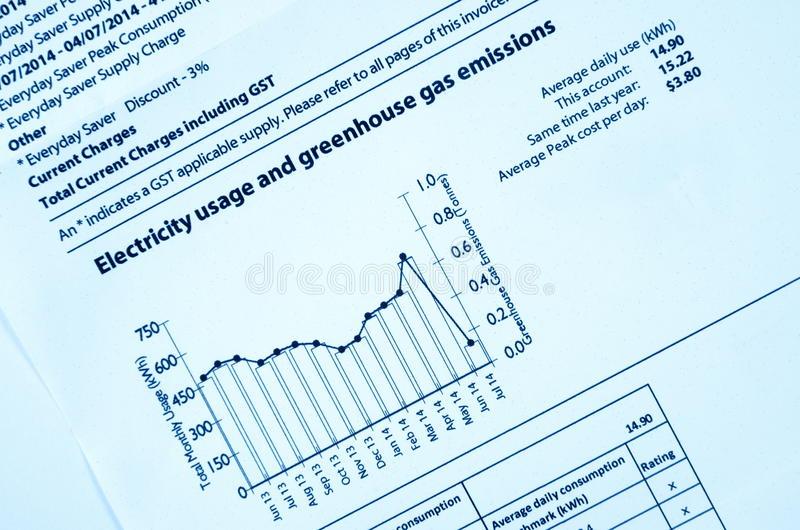 2014
Everyday Saver Peak Consumption (
Everyday Saver Supply C
/07/2014 - 04/07/2014 - 4
Everyday Saver Peak Consumption
* Everyday Saver Supply Charge
Other
* Everyday Saver Discount - 3%
Current Charges
Total Current Charges including GST
An * indicates a GST applicable supply. Please refer to all pages of this invoice
Electricity usage and greenhouse gas emissions
Average daily use (kWh)
This account: 14.90
Same time last year: 15.22
Average Peak cost per day: $3.80
Total Monthly Usage (kWh)
750
600
450
300
150
0
Greenhouse Gas Emissions (Tonnes)
1.0
0.8
0.6
0.4
0.2
0.0
Jun 13
Jul 13
Aug 13
Sep 13
Oct 13
Nov 13
Dec 13
Jan 14
Feb 14
Mar 14
Apr 14
May 14
Jun 14
Jul 14
14.90
consumption
Average daily consumption
Rating
hmark (kWh)
x
x
x
dreamstime